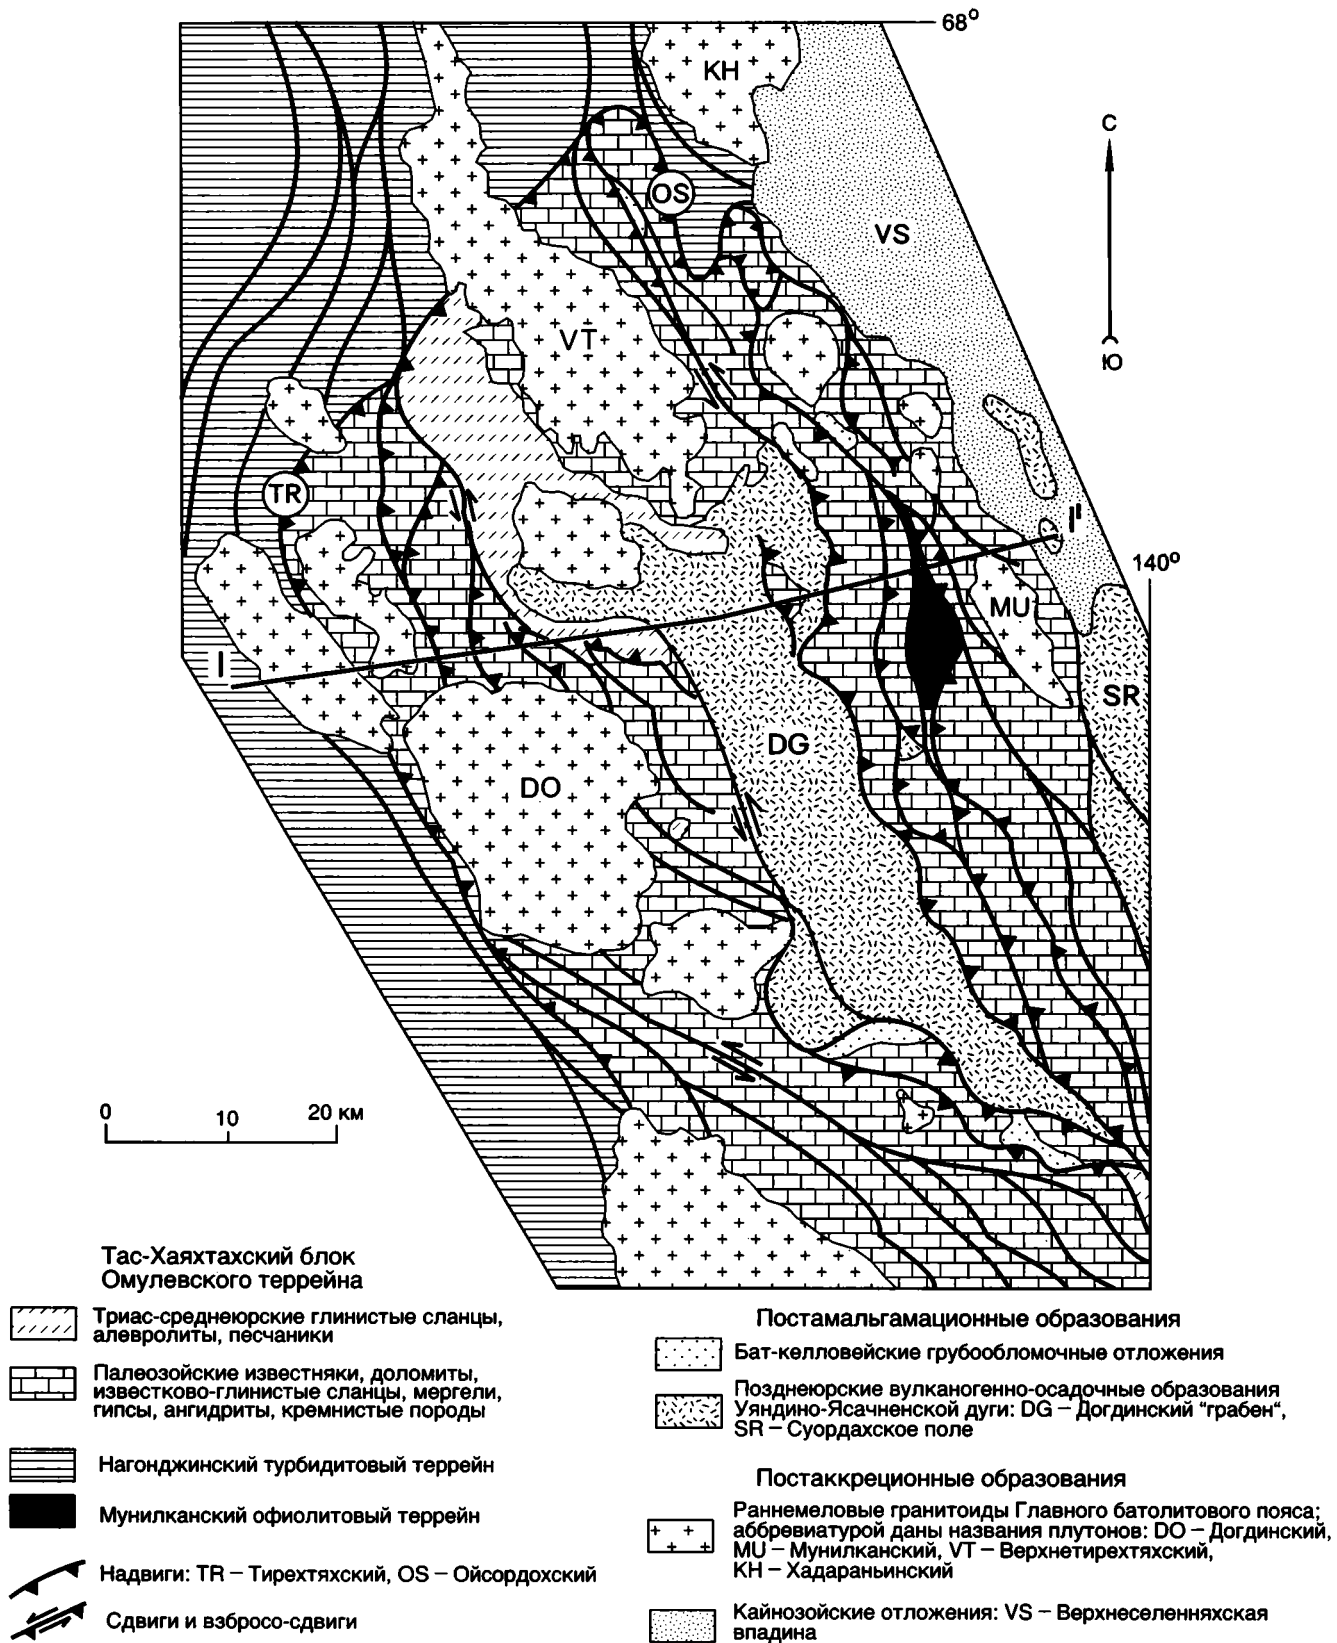 68°
KH
С
OS
VS
VT
Ю
TR
I'
140°
MU
I
SR
DG
DO
0
10
20 км
Тас-Хаяхтахский блок
Омулевского террейна
Триас-среднеюрские глинистые сланцы,
алевролиты, песчаники
Палеозойские известняки, доломиты,
известково-глинистые сланцы, мергели,
гипсы, ангидриты, кремнистые породы
Нагонджинский турбидитовый террейн
Мунилканский офиолитовый террейн
Надвиги: TR – Тирехтяхский, OS – Ойсордохский
Сдвиги и взбросо-сдвиги
Постамальгамационные образования
Бат-келловейские грубообломочные отложения
Позднеюрские вулканогенно-осадочные образования
Уяндино-Ясачненской дуги: DG – Догдинский "грабен",
SR – Суордахское поле
Постаккреционные образования
Раннемеловые гранитоиды Главного батолитового пояса;
аббревиатурой даны названия плутонов: DO – Догдинский,
MU – Мунилканский, VT – Верхнетирехтяхский,
KH – Хадараньинский
Кайнозойские отложения: VS – Верхнеселенняхская
впадина